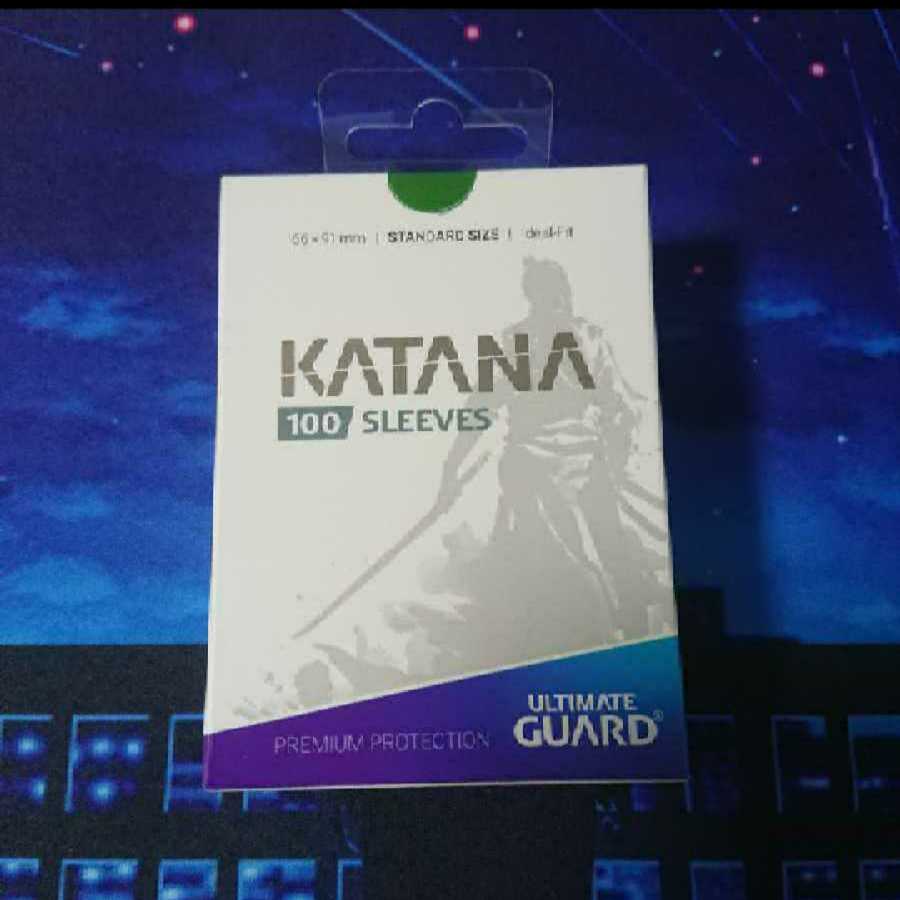 66 × 91 mm | STANDARD SIZE | Ideal-Fit
KATANA
100 SLEEVES
ULTIMATE
GUARD®
PREMIUM PROTECTION